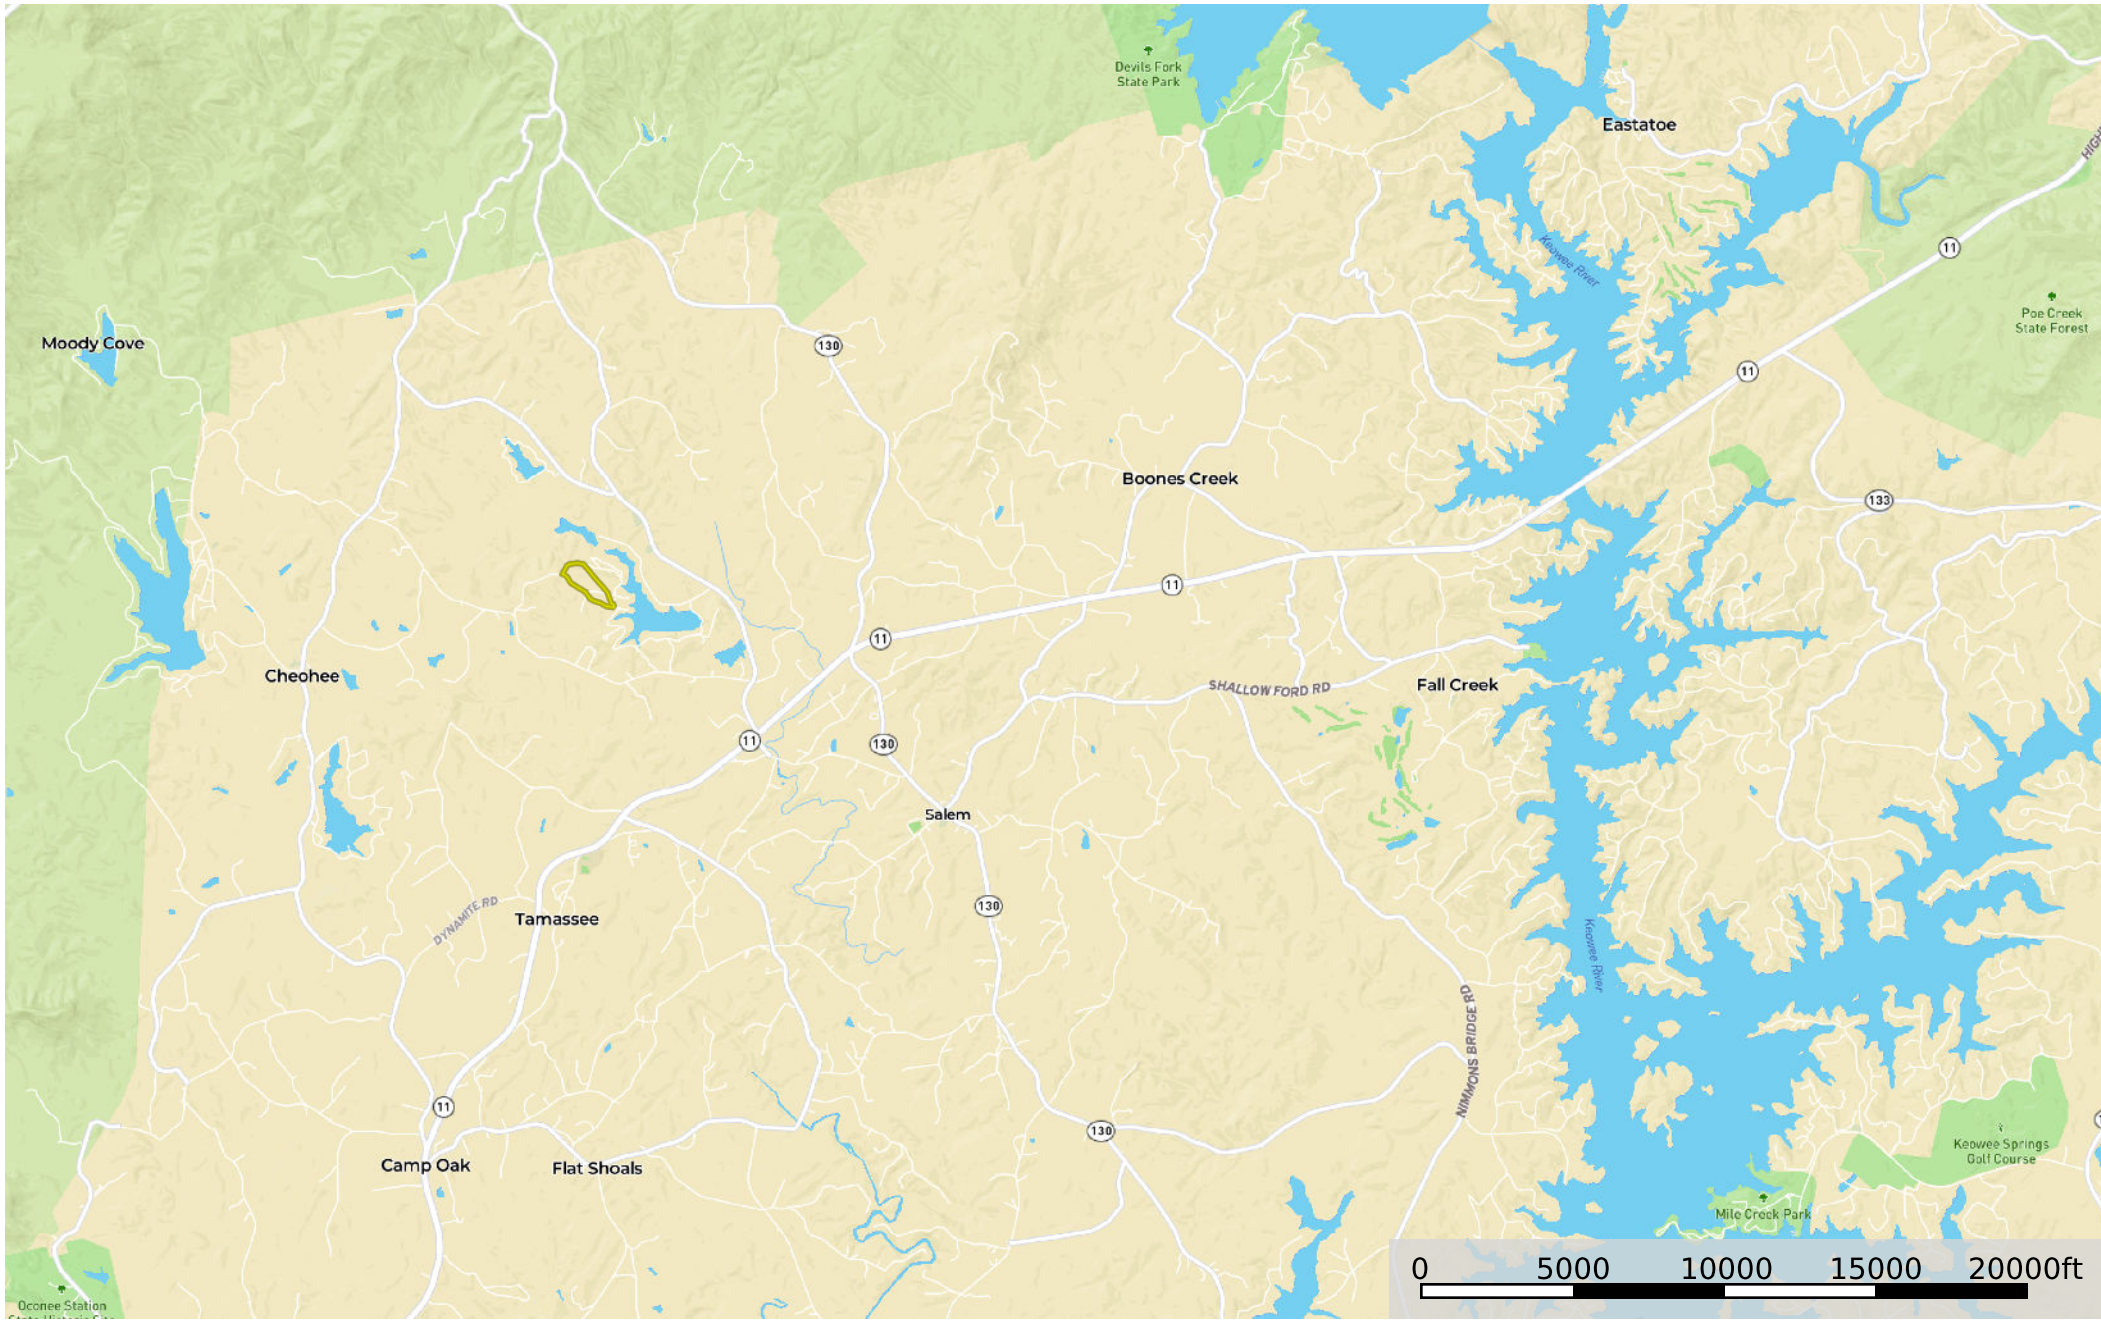 Devils Fork
State Park
Eastatoe
HIGH
Keowee River
11
Poe Creek
State Forest
Moody Cove
130
11
Boones Creek
133
11
11
SHALLOW FORD RD
Fall Creek
Cheohee
11
130
Salem
130
DYNAMITE RD
Tamassee
Keowee River
NIMMONS BRIDGE RD
11
130
Keowee Springs
Golf Course
Camp Oak
Flat Shoals
Mile Creek Park
0 5000 10000 15000 20000ft
Oconee Station
State Historic Site